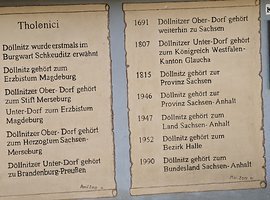 Tholenici
Döllnitz wurde erstmals im
Burgwart Schkeuditz erwähnt
Döllnitz gehört zum
Erzbistum Magdeburg
Döllnitzer Ober-Dorf gehört
zum Stift Merseburg
Unter-Dorf zum Erzbistum
Magdeburg
Döllnitzer Ober-Dorf gehört
zum Herzogtum Sachsen-
Merseburg
Döllnitzer Unter-Dorf gehört
zu Brandenburg-Preußen
1691 Döllnitzer Ober-Dorf gehört
weiterhin zu Sachsen
1807 Döllnitz Unter-Dorf gehört
zum Königreich Westfalen-
Kanton Glaucha
1815 Döllnitz gehört zur
Provinz Sachsen
1946 Döllnitz gehört zur
Provinz Sachsen-Anhalt
1947 Döllnitz gehört zum
Land Sachsen-Anhalt
1952 Döllnitz gehört zum
Bezirk Halle
1990 Döllnitz gehört zum
Bundesland Sachsen-Anhalt